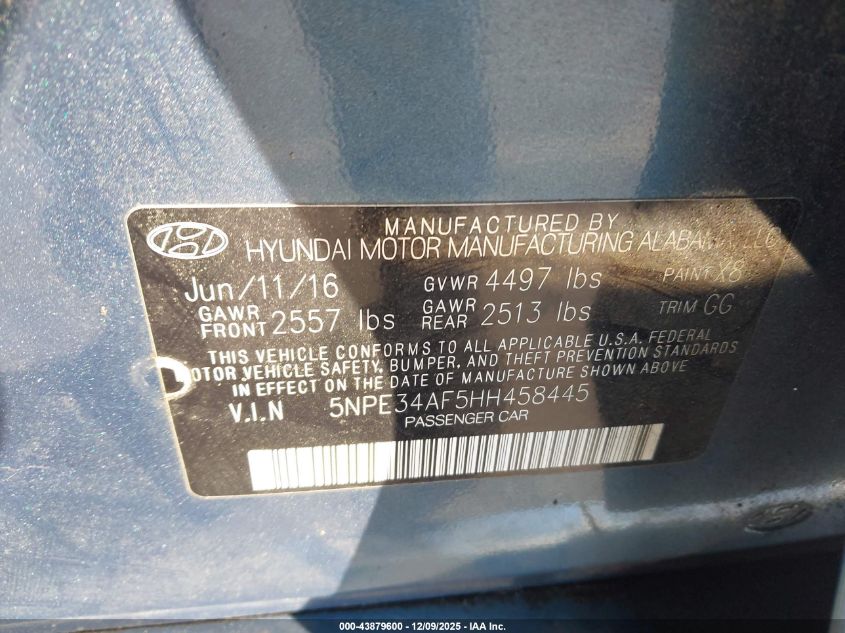 MANUFACTURED BY
HYUNDAI MOTOR MANUFACTURING ALABAMA, LLC
Jun/11/16 GVWR 4497 lbs PAINT X8
GAWR FRONT 2557 lbs GAWR REAR 2513 lbs TRIM GG
THIS VEHICLE CONFORMS TO ALL APPLICABLE U.S.A. FEDERAL
MOTOR VEHICLE SAFETY, BUMPER, AND THEFT PREVENTION STANDARDS
IN EFFECT ON THE DATE OF MANUFACTURE SHOWN ABOVE.
V.I.N 5NPE34AF5HH458445
PASSENGER CAR
000-43879600 - 12/09/2025 - IAA Inc.